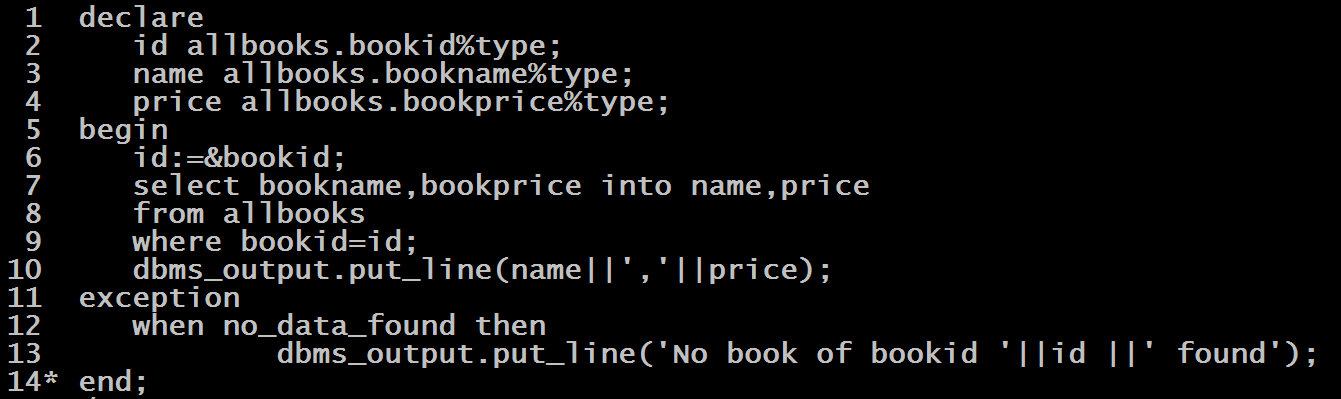 1 declare
2 id allbooks.bookid%type;
3 name allbooks.bookname%type;
4 price allbooks.bookprice%type;
5 begin
6 id:=&bookid;
7 select bookname,bookprice into name,price
8 from allbooks
9 where bookid=id;
10 dbms_output.put_line(name||','||price);
11 exception
12 when no_data_found then
13 dbms_output.put_line('No book of bookid '||id ||' found');
14* end;